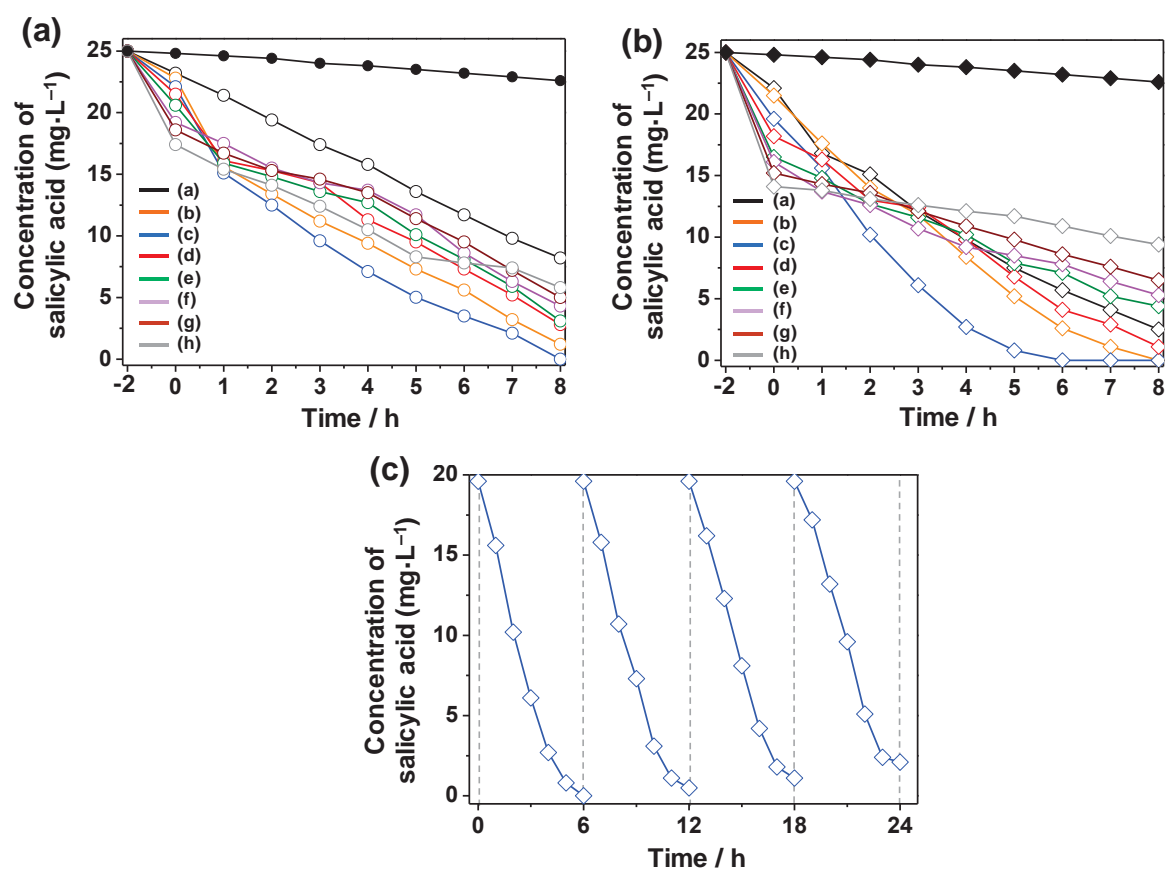 (a)
Concentration of
salicylic acid (mg·L⁻¹)
25
20
15
10
5
0
(a)
(b)
(c)
(d)
(e)
(f)
(g)
(h)
-2 0 1 2 3 4 5 6 7 8
Time / h
(b)
Concentration of
salicylic acid (mg·L⁻¹)
25
20
15
10
5
0
(a)
(b)
(c)
(d)
(e)
(f)
(g)
(h)
-2 0 1 2 3 4 5 6 7 8
Time / h
(c)
Concentration of
salicylic acid (mg·L⁻¹)
20
15
10
5
0
0 6 12 18 24
Time / h